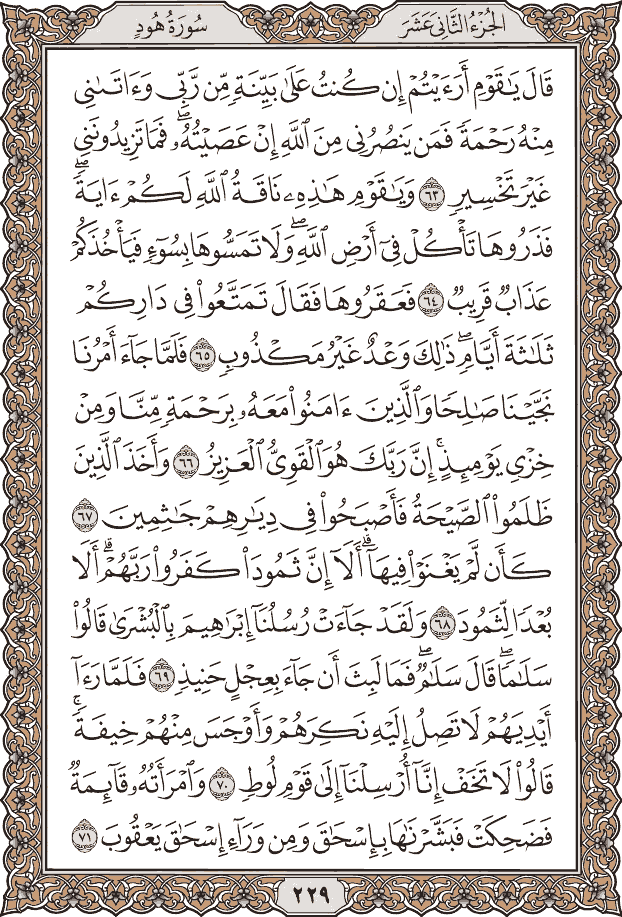 الجُزْءُ الثَّانِي عَشَرَ
سُورَةُ هُودٍ
قَالَ يَٰقَوْمِ أَرَءَيْتُمْ إِن كُنتُ عَلَىٰ بَيِّنَةٍ مِّن رَّبِّي وَءَاتَىٰنِي
مِنْهُ رَحْمَةً فَمَن يَنصُرُنِي مِنَ ٱللَّهِ إِنْ عَصَيْتُهُۥۖ فَمَا تَزِيدُونَنِي
غَيْرَ تَخْسِيرٍ ٦٣ وَيَٰقَوْمِ هَٰذِهِۦ نَاقَةُ ٱللَّهِ لَكُمْ ءَايَةًۖ
فَذَرُوهَا تَأْكُلْ فِىٓ أَرْضِ ٱللَّهِۖ وَلَا تَمَسُّوهَا بِسُوٓءٍ فَيَأْخُذَكُمْ
عَذَابٌ قَرِيبٌ ٦٤ فَعَقَرُوهَا فَقَالَ تَمَتَّعُوا۟ فِى دَارِكُمْ
ثَلَٰثَةَ أَيَّامٍۖ ذَٰلِكَ وَعْدٌ غَيْرُ مَكْذُوبٍ ٦٥ فَلَمَّا جَآءَ أَمْرُنَا
نَجَّيْنَا صَٰلِحًا وَٱلَّذِينَ ءَامَنُوا۟ مَعَهُۥ بِرَحْمَةٍ مِّنَّا وَمِنْ
خِزْىِ يَوْمِئِذٍۚ إِنَّ رَبَّكَ هُوَ ٱلْقَوِىُّ ٱلْعَزِيزُ ٦٦ وَأَخَذَ ٱلَّذِينَ
ظَلَمُوا۟ ٱلصَّيْحَةُ فَأَصْبَحُوا۟ فِى دِيَٰرِهِمْ جَٰثِمِينَ ٦٧
كَأَن لَّمْ يَغْنَوْا۟ فِيهَآۗ أَلَآ إِنَّ ثَمُودَا۟ كَفَرُوا۟ رَبَّهُمْۗ أَلَا
بُعْدًا لِّثَمُودَ ٦٨ وَلَقَدْ جَآءَتْ رُسُلُنَآ إِبْرَٰهِيمَ بِٱلْبُشْرَىٰ قَالُوا۟
سَلَٰمًاۖ قَالَ سَلَٰمٌۖ فَمَا لَبِثَ أَن جَآءَ بِعِجْلٍ حَنِيذٍ ٦٩ فَلَمَّا رَءَآ
أَيْدِيَهُمْ لَا تَصِلُ إِلَيْهِ نَكِرَهُمْ وَأَوْجَسَ مِنْهُمْ خِيفَةًۚ
قَالُوا۟ لَا تَخَفْ إِنَّآ أُرْسِلْنَآ إِلَىٰ قَوْمِ لُوطٍ ٧٠ وَٱمْرَأَتُهُۥ قَآئِمَةٌ
فَضَحِكَتْ فَبَشَّرْنَٰهَا بِإِسْحَٰقَ وَمِن وَرَآءِ إِسْحَٰقَ يَعْقُوبَ ٧١
٢٢٩